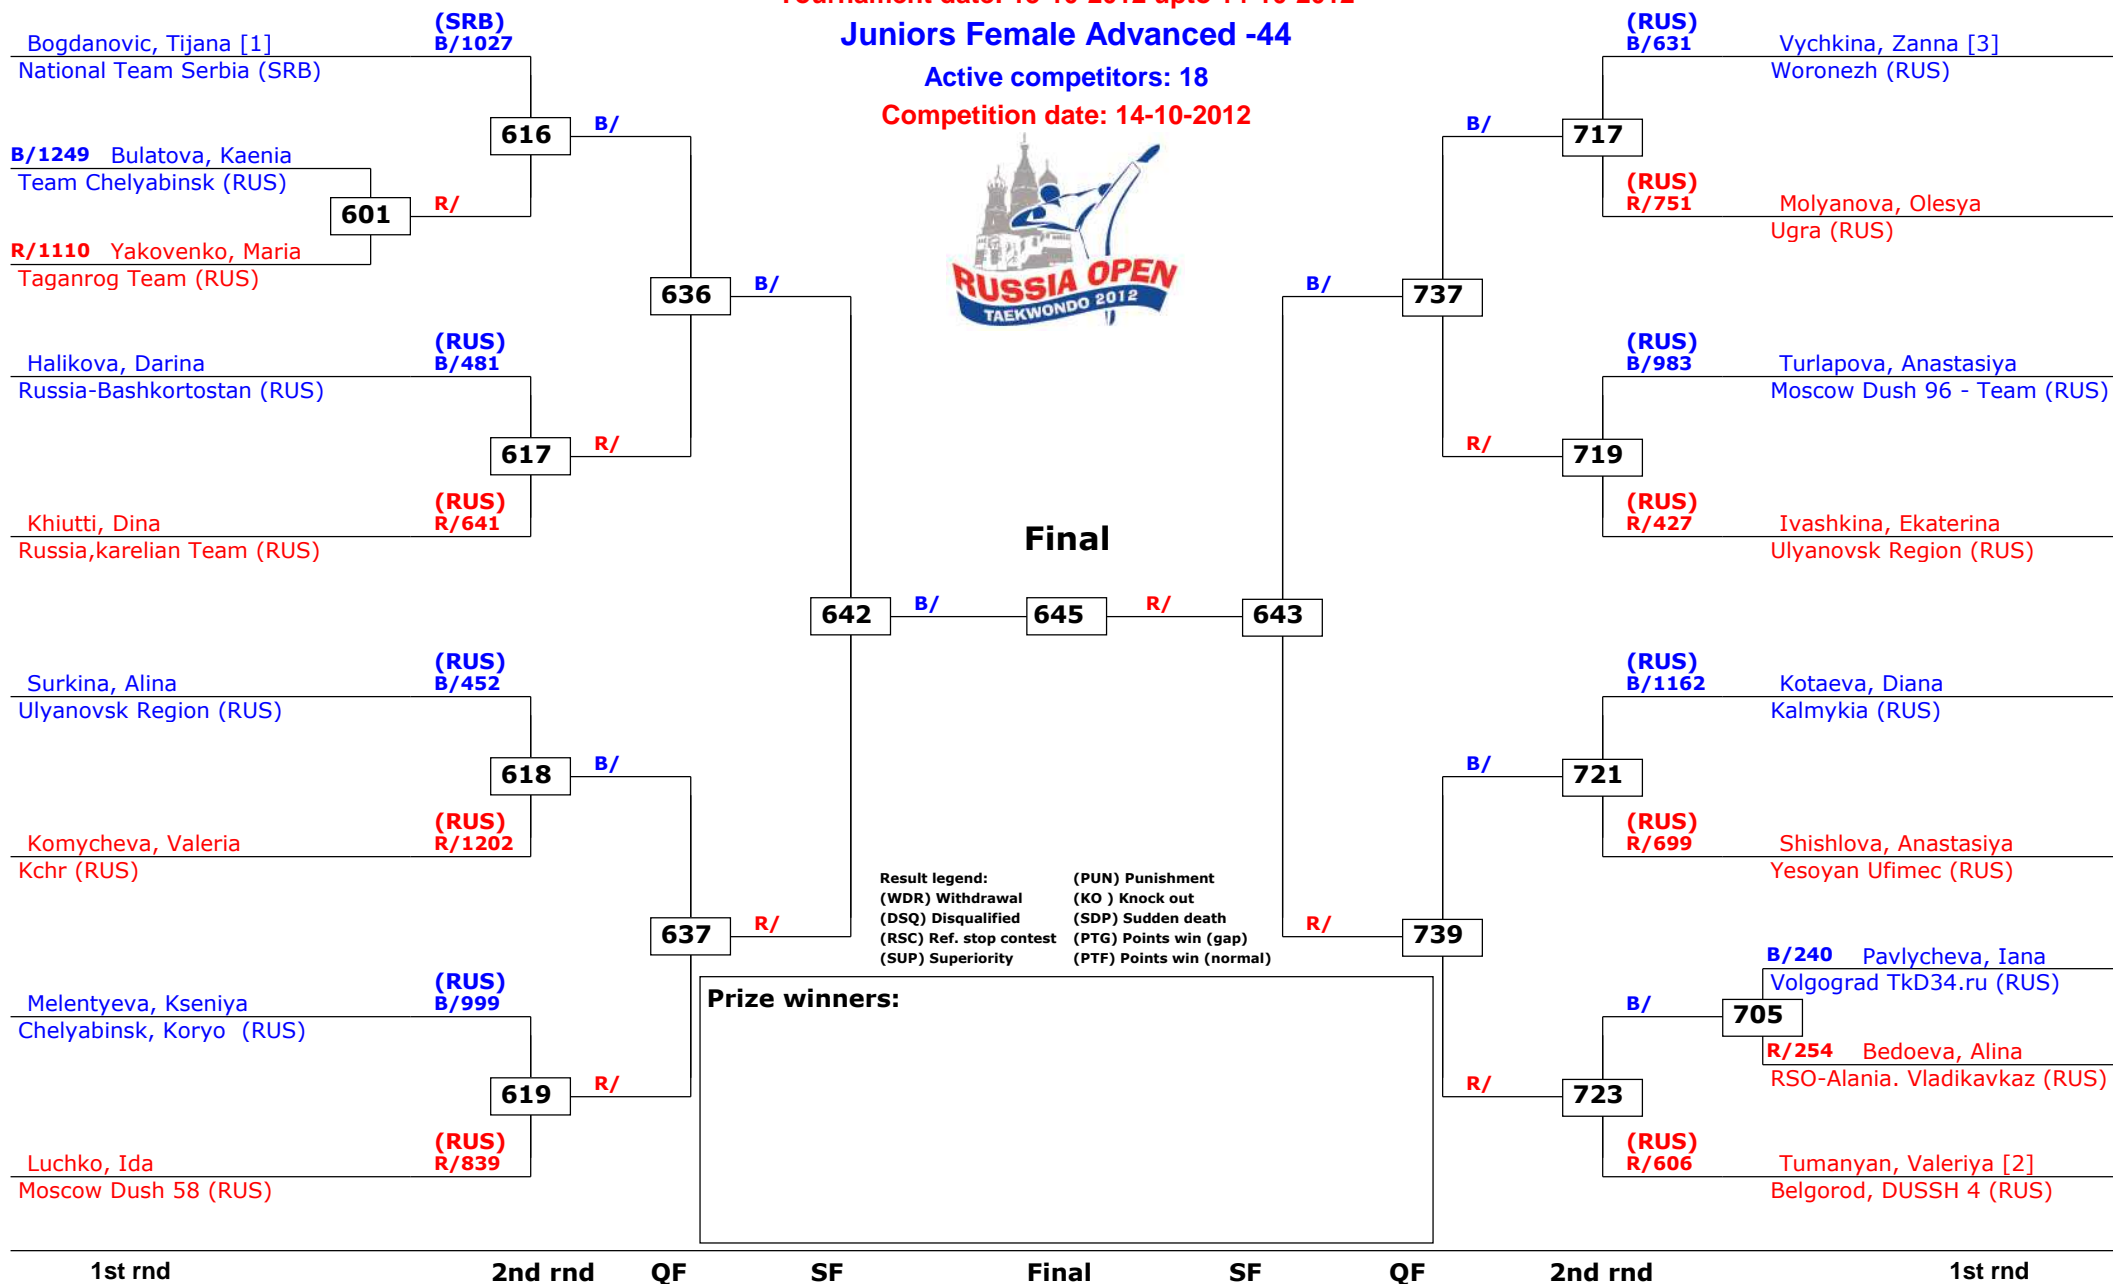 Tournament date: 13-10-2012 upto 14-10-2012
Juniors Female Advanced -44
Active competitors: 18
Competition date: 14-10-2012
RUSSIA OPEN
TAEKWONDO 2012
(SRB)
Bogdanovic, Tijana [1] B/1027
National Team Serbia (SRB)
616
B/
B/1249 Bulatova, Kaenia
Team Chelyabinsk (RUS)
601
R/
R/1110 Yakovenko, Maria
Taganrog Team (RUS)
636
B/
(RUS)
Halikova, Darina B/481
Russia-Bashkortostan (RUS)
617
R/
(RUS)
Khiutti, Dina R/641
Russia,karelian Team (RUS)
642
B/
(RUS)
Surkina, Alina B/452
Ulyanovsk Region (RUS)
618
B/
(RUS)
Komycheva, Valeria R/1202
Kchr (RUS)
637
R/
(RUS)
Melentyeva, Kseniya B/999
Chelyabinsk, Koryo (RUS)
619
R/
(RUS)
Luchko, Ida R/839
Moscow Dush 58 (RUS)
Final
645
R/
643
(RUS)
B/631 Vychkina, Zanna [3]
Woronezh (RUS)
B/
717
(RUS)
R/751 Molyanova, Olesya
Ugra (RUS)
B/
737
(RUS)
B/983 Turlapova, Anastasiya
Moscow Dush 96 - Team (RUS)
R/
719
(RUS)
R/427 Ivashkina, Ekaterina
Ulyanovsk Region (RUS)
(RUS)
B/1162 Kotaeva, Diana
Kalmykia (RUS)
B/
721
(RUS)
R/699 Shishlova, Anastasiya
Yesoyan Ufimec (RUS)
R/
739
B/240 Pavlycheva, Iana
Volgograd TkD34.ru (RUS)
B/
705
R/254 Bedoeva, Alina
RSO-Alania. Vladikavkaz (RUS)
R/
723
(RUS)
R/606 Tumanyan, Valeriya [2]
Belgorod, DUSSH 4 (RUS)
Result legend: (PUN) Punishment
(WDR) Withdrawal (KO ) Knock out
(DSQ) Disqualified (SDP) Sudden death
(RSC) Ref. stop contest (PTG) Points win (gap)
(SUP) Superiority (PTF) Points win (normal)
Prize winners:
1st rnd 2nd rnd QF SF Final SF QF 2nd rnd 1st rnd